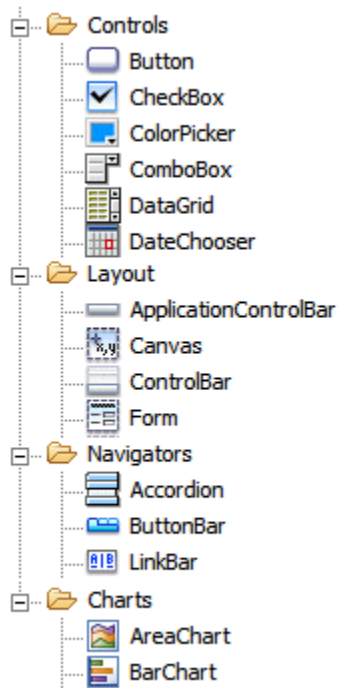 Controls
Button
CheckBox
ColorPicker
ComboBox
DataGrid
DateChooser
Layout
ApplicationControlBar
Canvas
ControlBar
Form
Navigators
Accordion
ButtonBar
LinkBar
Charts
AreaChart
BarChart